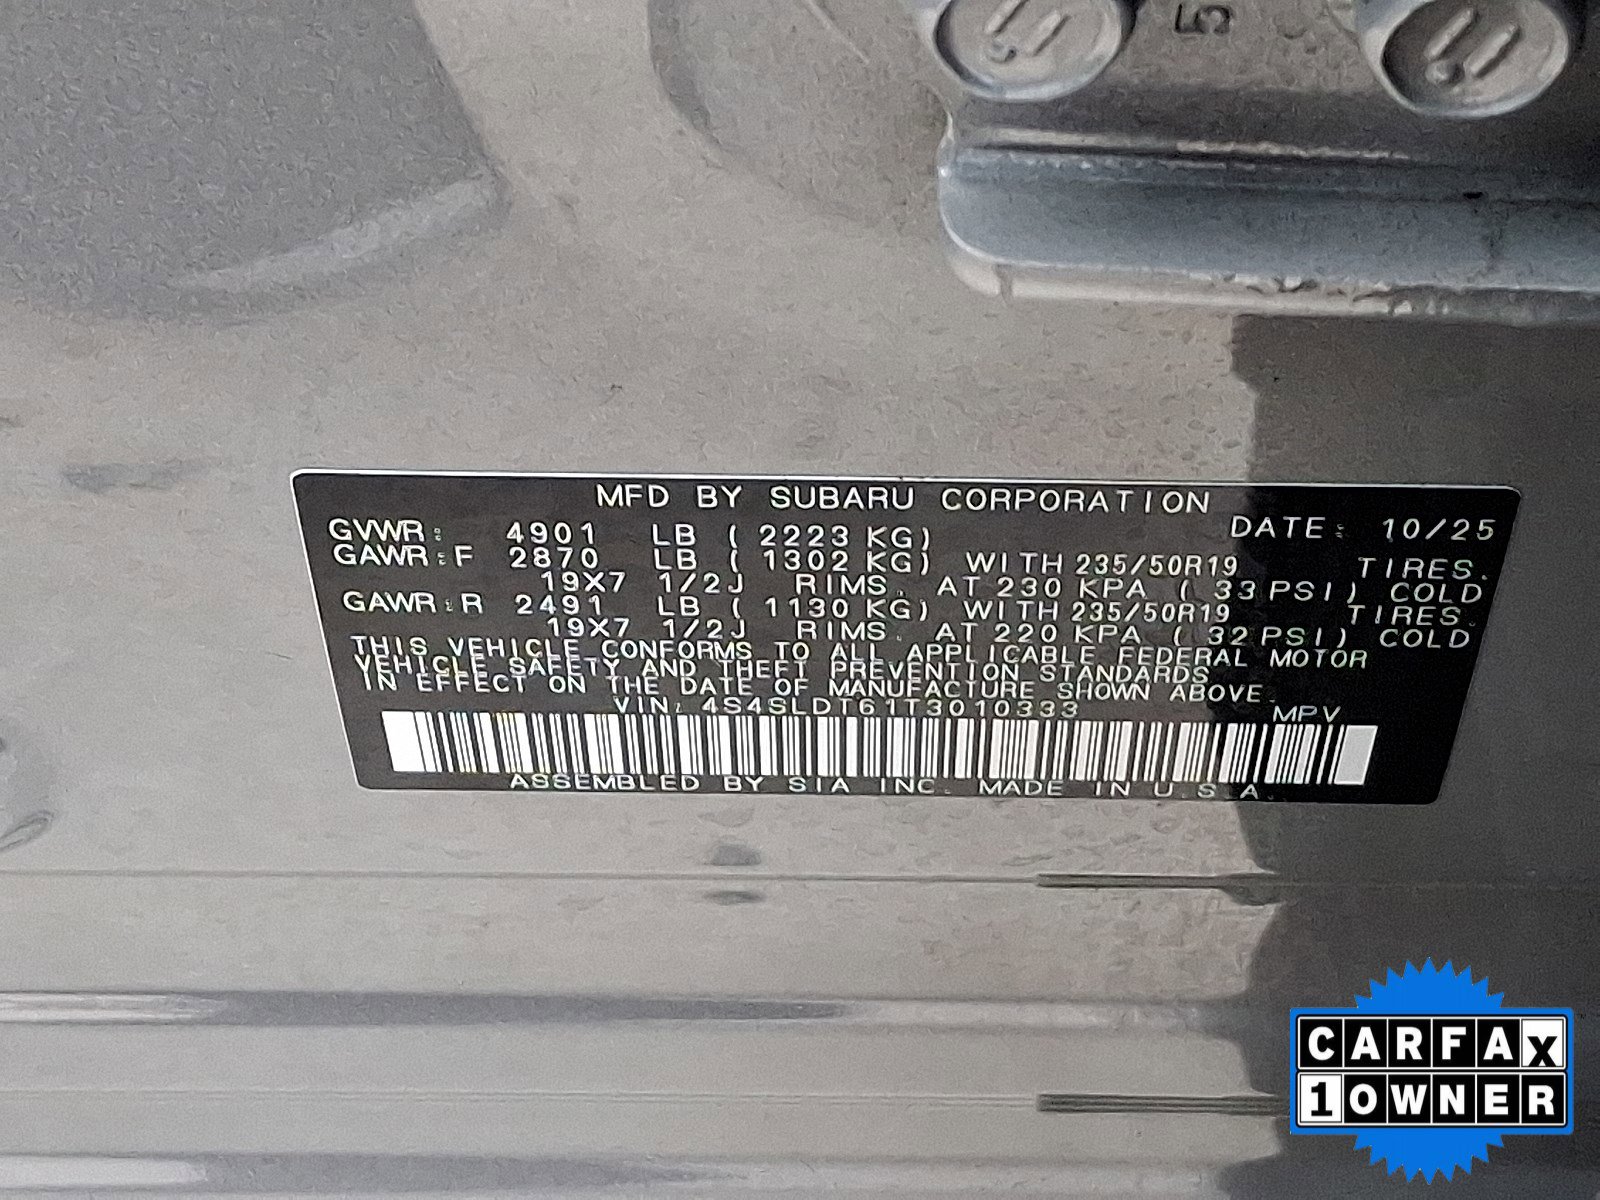 5
MFD BY SUBARU CORPORATION
GVWR: 4901 LB ( 2223 KG) DATE: 10/25
GAWR:F 2870 LB ( 1302 KG) WITH 235/50R19 TIRES.
19X7 1/2J RIMS. AT 230 KPA ( 33 PSI) COLD
GAWR:R 2491 LB ( 1130 KG) WITH 235/50R19 TIRES.
19X7 1/2J RIMS. AT 220 KPA ( 32 PSI) COLD
THIS VEHICLE CONFORMS TO ALL APPLICABLE FEDERAL MOTOR
VEHICLE SAFETY AND THEFT PREVENTION STANDARDS
IN EFFECT ON THE DATE OF MANUFACTURE SHOWN ABOVE.
VIN: 4S4SLDT61T3010333 MPV
ASSEMBLED BY SIA INC. MADE IN U.S.A.
CARFAX
1 OWNER